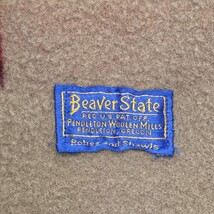 Beaver State
REG. U.S. PAT. OFF.
PENDLETON WOOLEN MILLS
PENDLETON, OREGON
Robes and Shawls